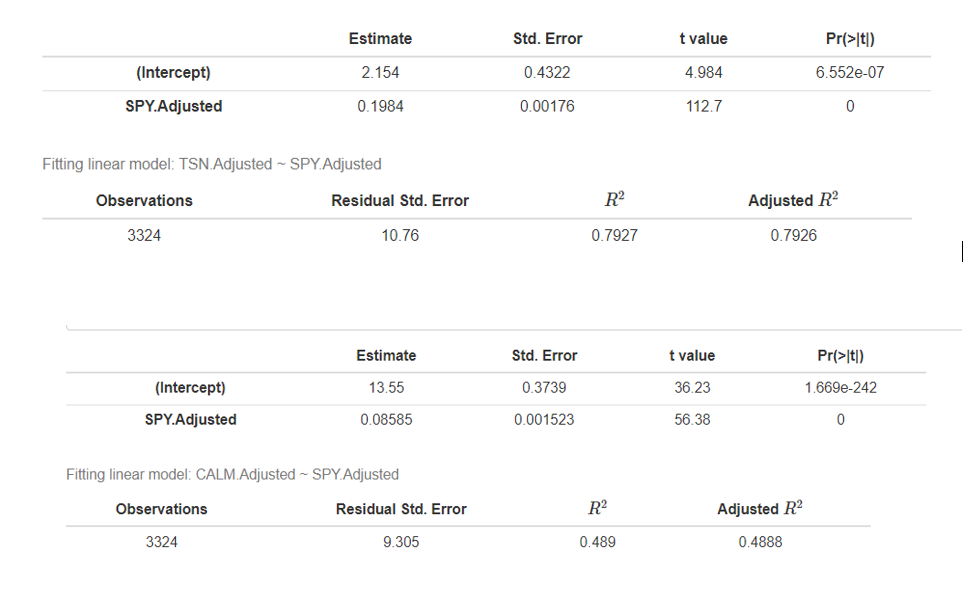 Estimate Std. Error t value Pr(>|t|)
(Intercept) 2.154 0.4322 4.984 6.552e-07
SPY.Adjusted 0.1984 0.00176 112.7 0
Fitting linear model: TSN.Adjusted ~ SPY.Adjusted
Observations Residual Std. Error R² Adjusted R²
3324 10.76 0.7927 0.7926
Estimate Std. Error t value Pr(>|t|)
(Intercept) 13.55 0.3739 36.23 1.669e-242
SPY.Adjusted 0.08585 0.001523 56.38 0
Fitting linear model: CALM.Adjusted ~ SPY.Adjusted
Observations Residual Std. Error R² Adjusted R²
3324 9.305 0.489 0.4888